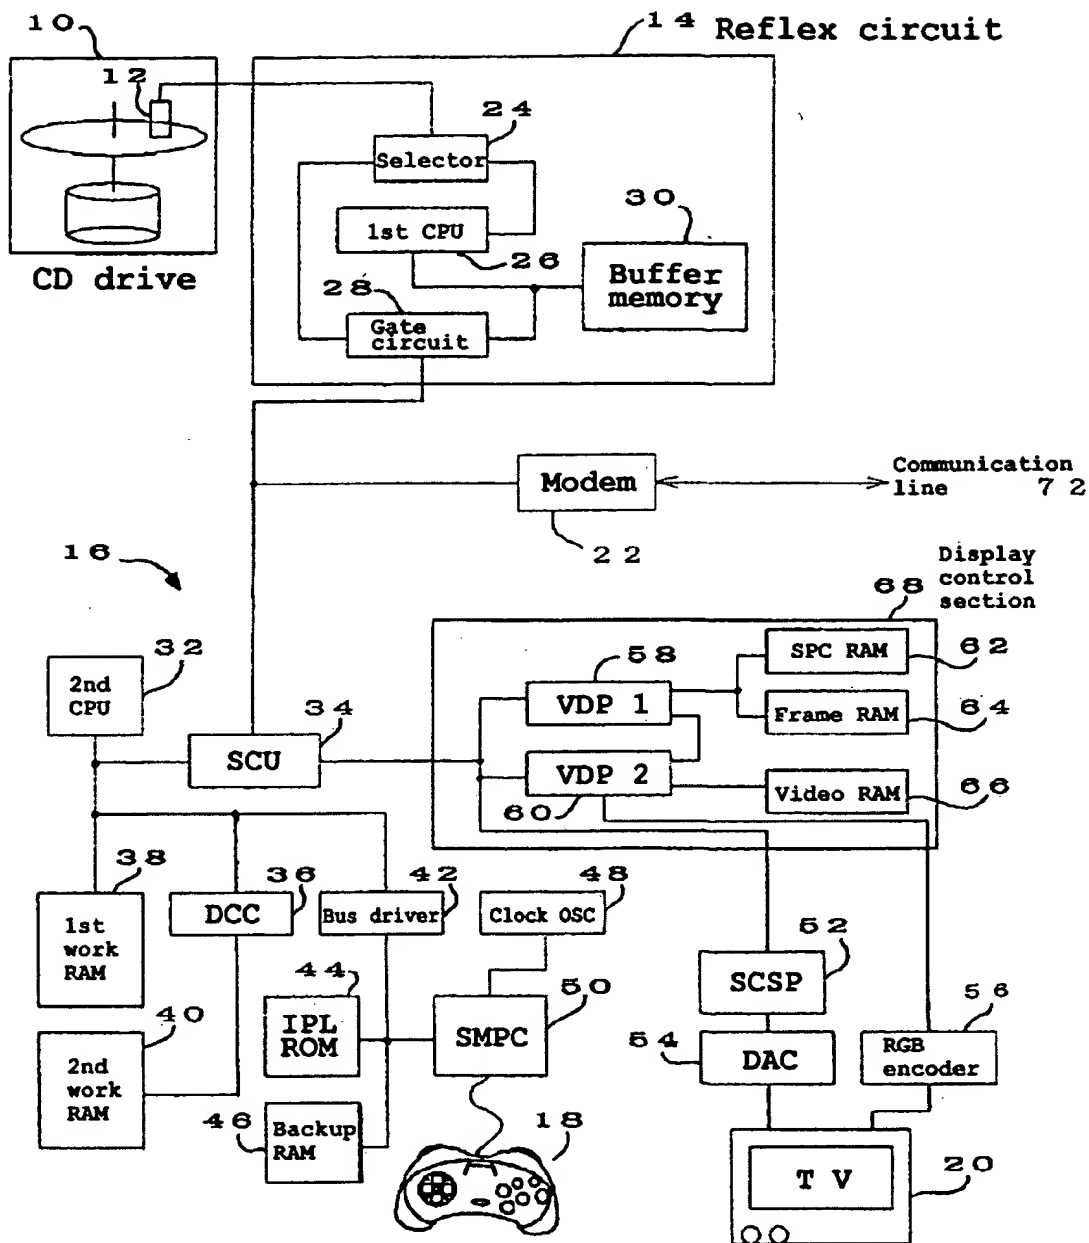 10
12
CD drive
14
Reflex circuit
24
Selector
1st CPU
26
28
Gate
circuit
30
Buffer
memory
Modem
22
Communication
line 72
16
Display
control
section
68
32
2nd
CPU
34
SCU
58
VDP 1
VDP 2
60
SPC RAM
62
Frame RAM
64
Video RAM
66
38
1st
work
RAM
36
DCC
42
Bus driver
48
Clock OSC
40
2nd
work
RAM
44
IPL
ROM
50
SMPC
46
Backup
RAM
18
52
SCSP
54
DAC
56
RGB
encoder
TV
20